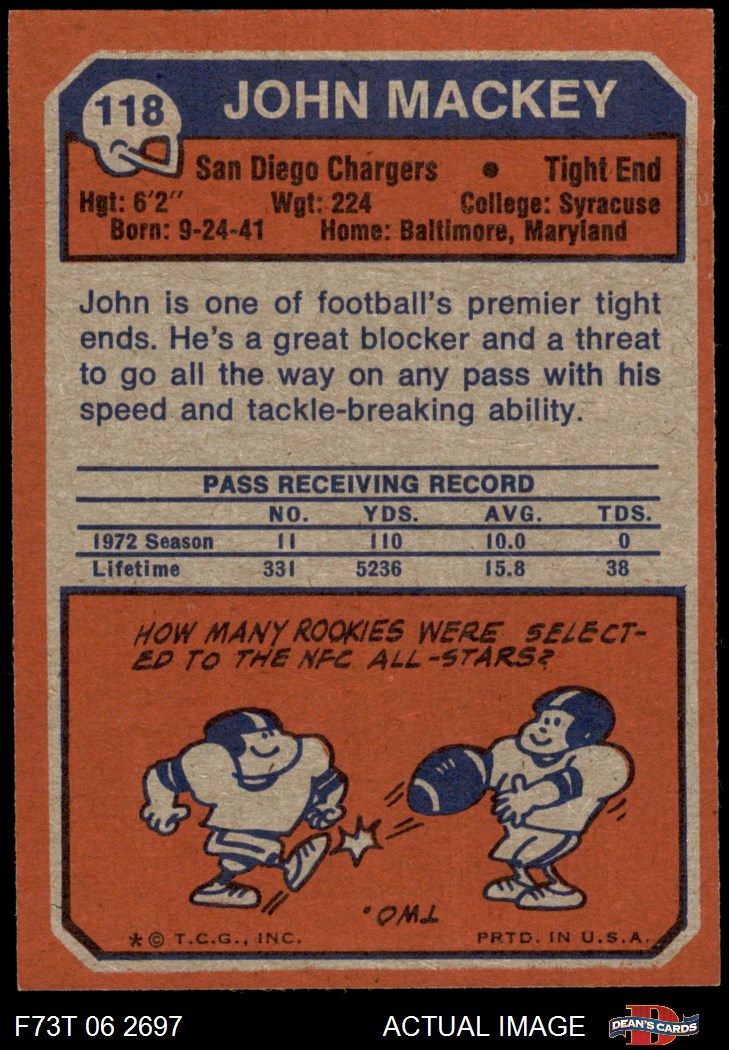 118
JOHN MACKEY
San Diego Chargers • Tight End
Hgt: 6'2" Wgt: 224 College: Syracuse
Born: 9-24-41 Home: Baltimore, Maryland
John is one of football's premier tight
ends. He's a great blocker and a threat
to go all the way on any pass with his
speed and tackle-breaking ability.
PASS RECEIVING RECORD
NO. YDS. AVG. TDS.
1972 Season 11 110 10.0 0
Lifetime 331 5236 15.8 38
HOW MANY ROOKIES WERE SELECT-
ED TO THE NFC ALL-STARS?
TWO.
* © T.C.G., INC. PRTD. IN U.S.A.
F73T 06 2697 ACTUAL IMAGE D DEAN'S CARDS